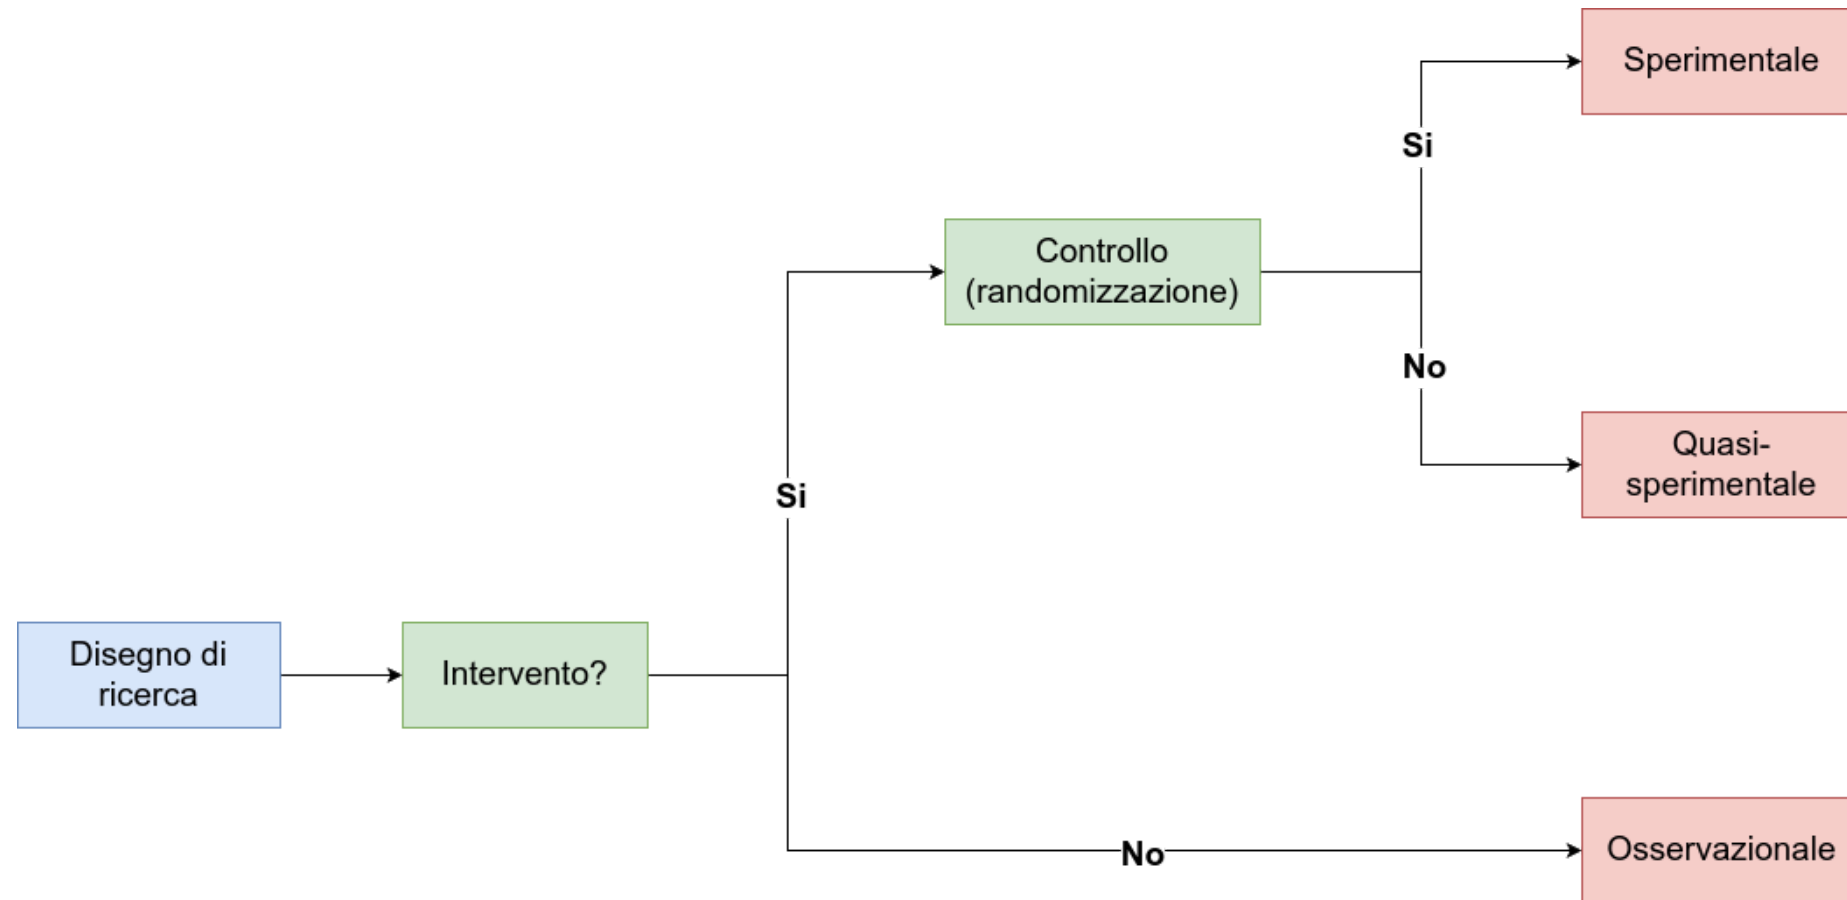 Sperimentale
Si
Controllo
(randomizzazione)
No
Quasi-
sperimentale
Si
Disegno di
ricerca
Intervento?
No
Osservazionale